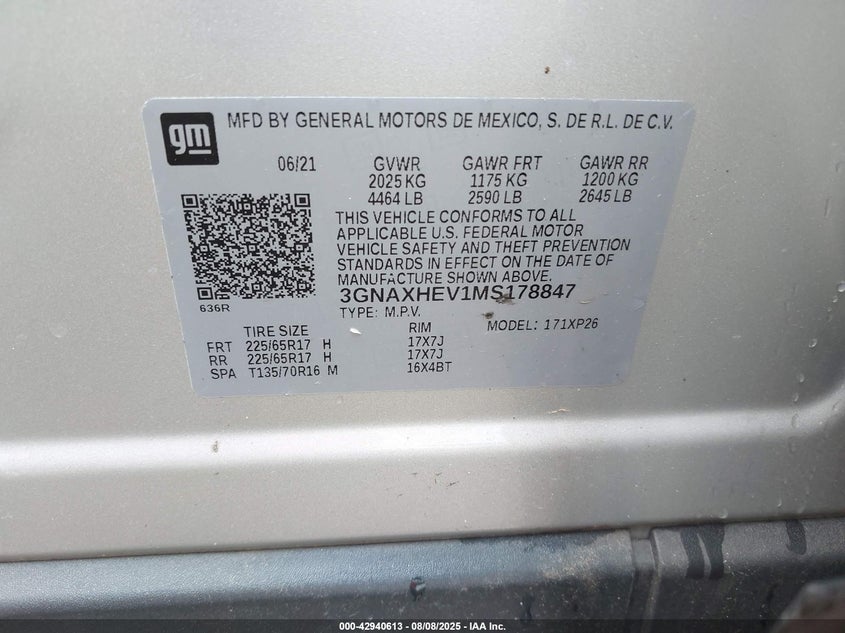 gm
MFD BY GENERAL MOTORS DE MEXICO, S. DE R.L. DE C.V.
06/21 GVWR GAWR FRT GAWR RR
2025 KG 1175 KG 1200 KG
4464 LB 2590 LB 2645 LB
THIS VEHICLE CONFORMS TO ALL
APPLICABLE U.S. FEDERAL MOTOR
VEHICLE SAFETY AND THEFT PREVENTION
STANDARDS IN EFFECT ON THE DATE OF
MANUFACTURE SHOWN ABOVE.
636R
3GNAXHEV1MS178847
TYPE: M.P.V. MODEL: 171XP26
TIRE SIZE RIM
FRT 225/65R17 H 17X7J
RR 225/65R17 H 17X7J
SPA T135/70R16 M 16X4BT
000-42940613 - 08/08/2025 - IAA Inc.